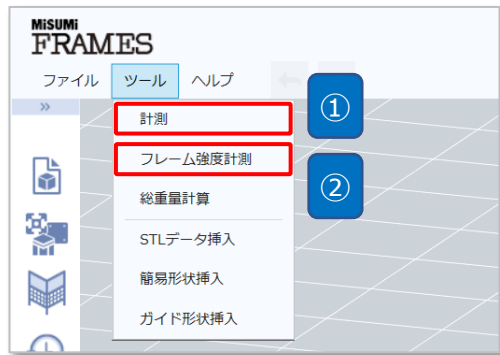 MiSUMi
FRAMES
ファイル ツール ヘルプ
»
計測
①
フレーム強度計測
②
総重量計算
STLデータ挿入
簡易形状挿入
ガイド形状挿入